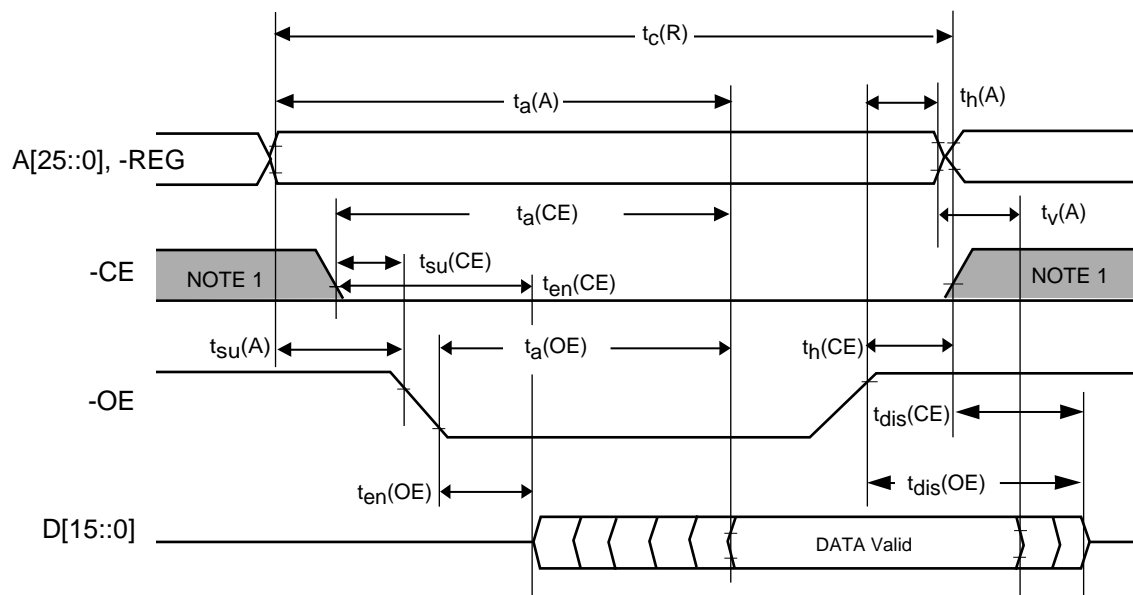 tc(R)
ta(A)
th(A)
A[25::0], -REG
ta(CE)
tv(A)
-CE
NOTE 1
tsu(CE)
ten(CE)
NOTE 1
tsu(A)
ta(OE)
th(CE)
-OE
tdis(CE)
ten(OE)
tdis(OE)
D[15::0]
DATA Valid